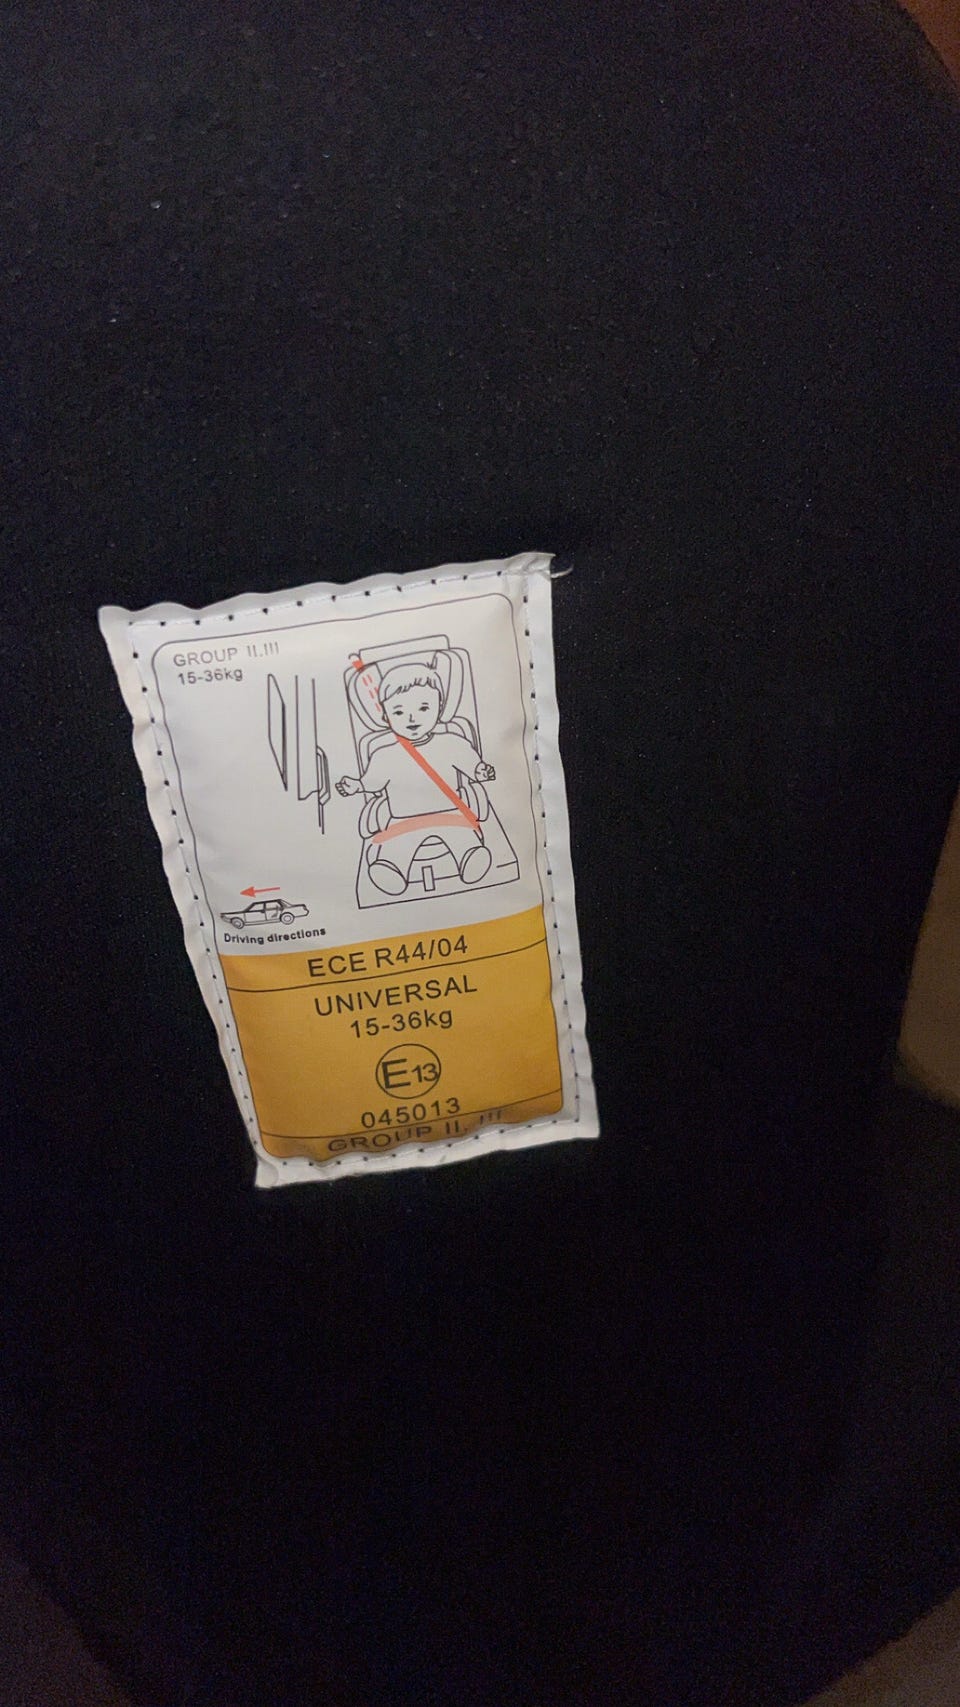 GROUP II.III
15-36kg
Driving directions
ECE R44/04
UNIVERSAL
15-36kg
E13
045013
GROUP II, III